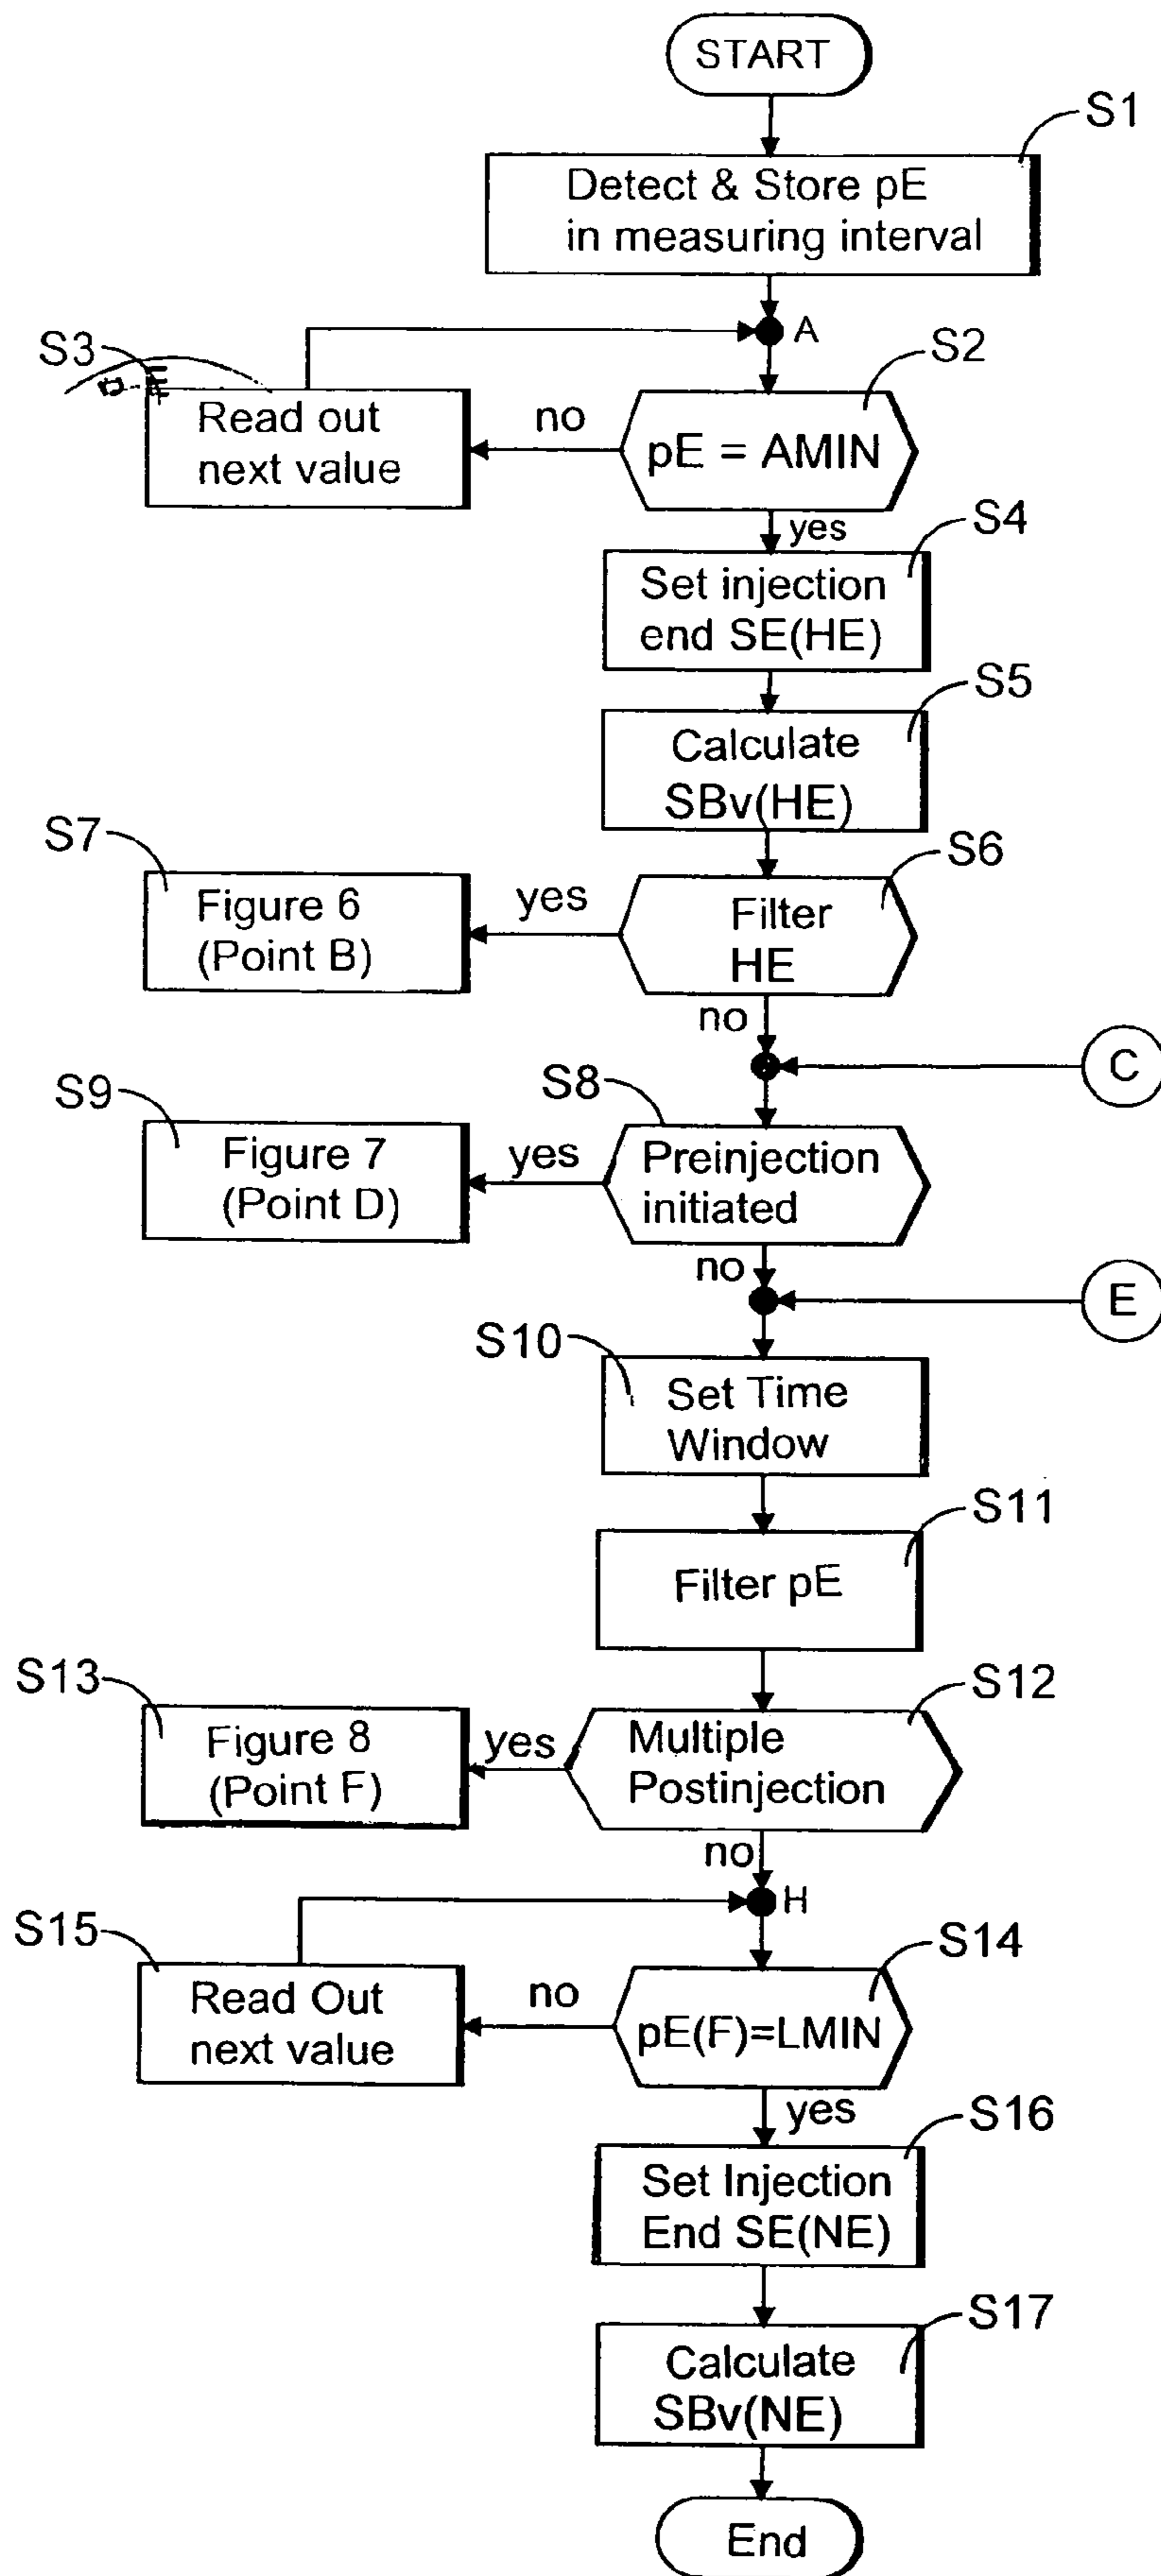 START
S1
Detect & Store pE
in measuring interval
A
S3
S2
Read out
next value
no
pE = AMIN
yes
S4
Set injection
end SE(HE)
S5
Calculate
SBv(HE)
S7
S6
Figure 6
(Point B)
yes
Filter
HE
no
C
S9
S8
Figure 7
(Point D)
yes
Preinjection
initiated
no
E
S10
Set Time
Window
S11
Filter pE
S13
S12
Figure 8
(Point F)
yes
Multiple
Postinjection
no
H
S15
S14
Read Out
next value
no
pE(F)=LMIN
yes
S16
Set Injection
End SE(NE)
S17
Calculate
SBv(NE)
End